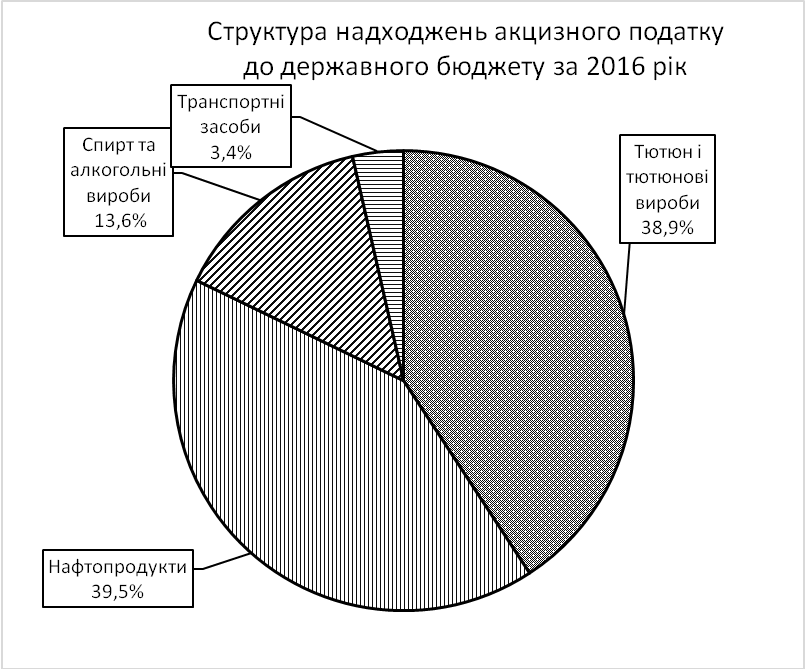 Структура надходжень акцизного податку
до державного бюджету за 2016 рік
Транспортні
засоби
3,4%
Спирт та
алкогольні
вироби
13,6%
Тютюн і
тютюнові
вироби
38,9%
Нафтопродукти
39,5%